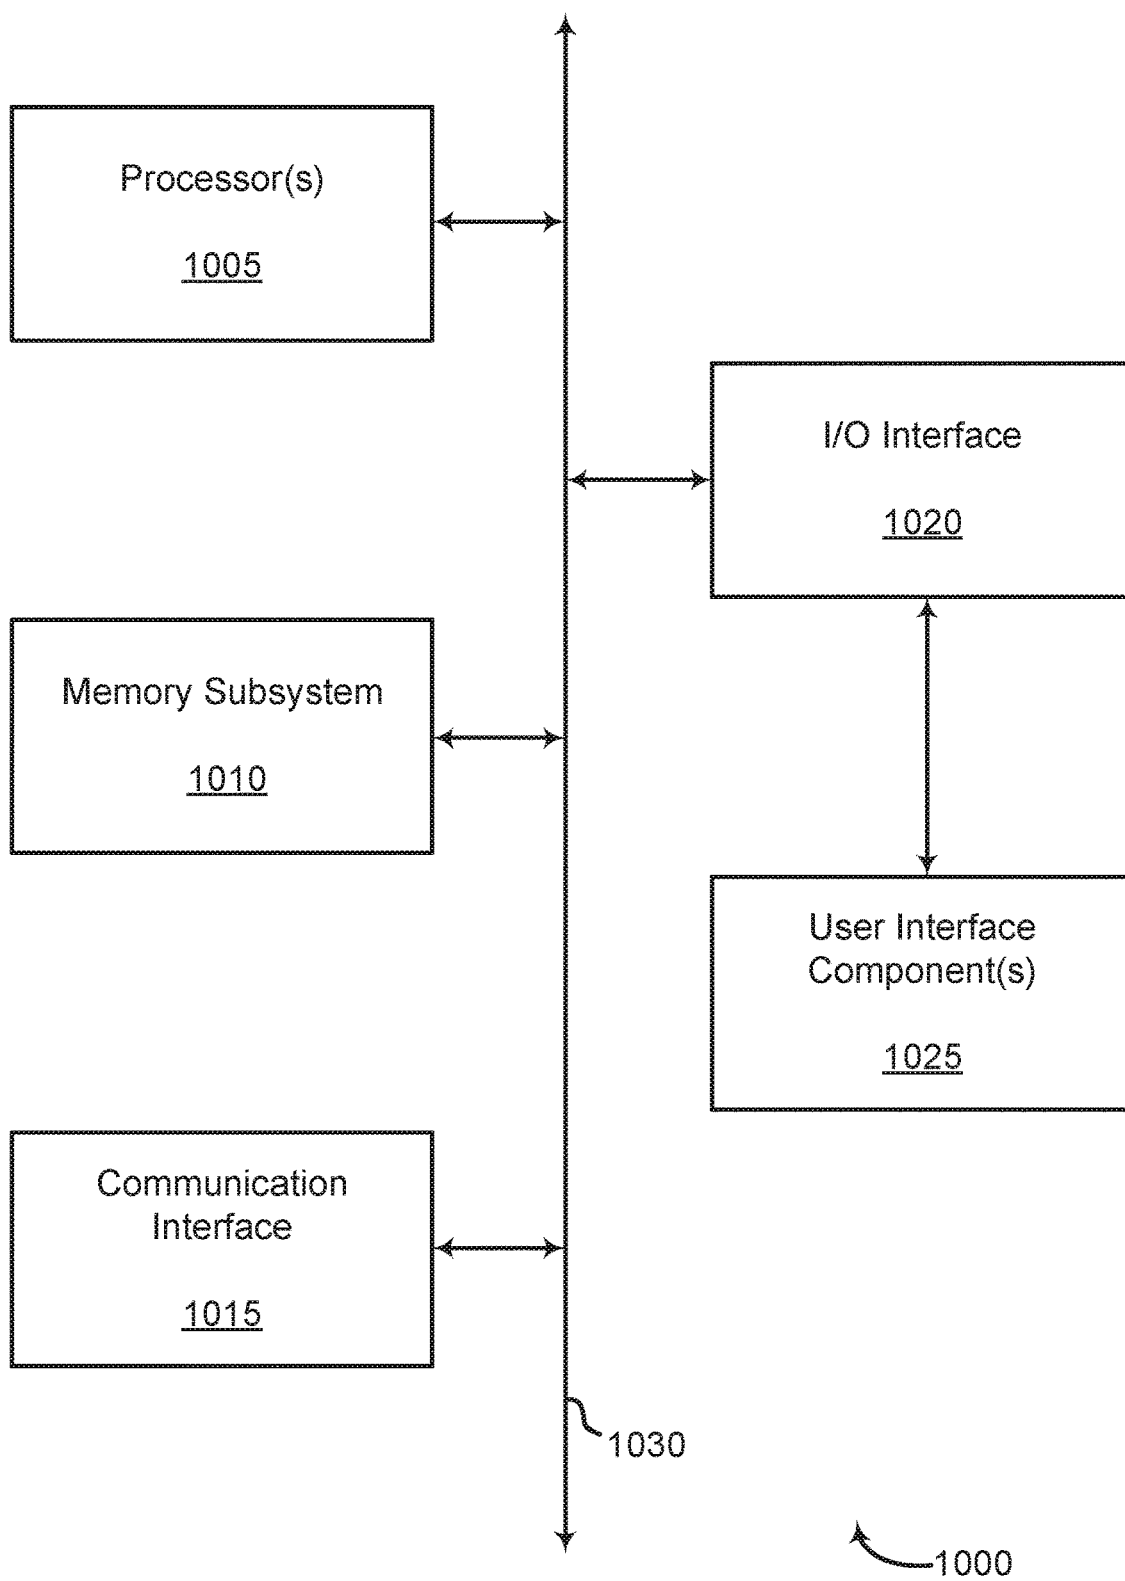 Processor(s)
1005
I/O Interface
1020
Memory Subsystem
1010
User Interface
Component(s)
1025
Communication
Interface
1015
1030
1000